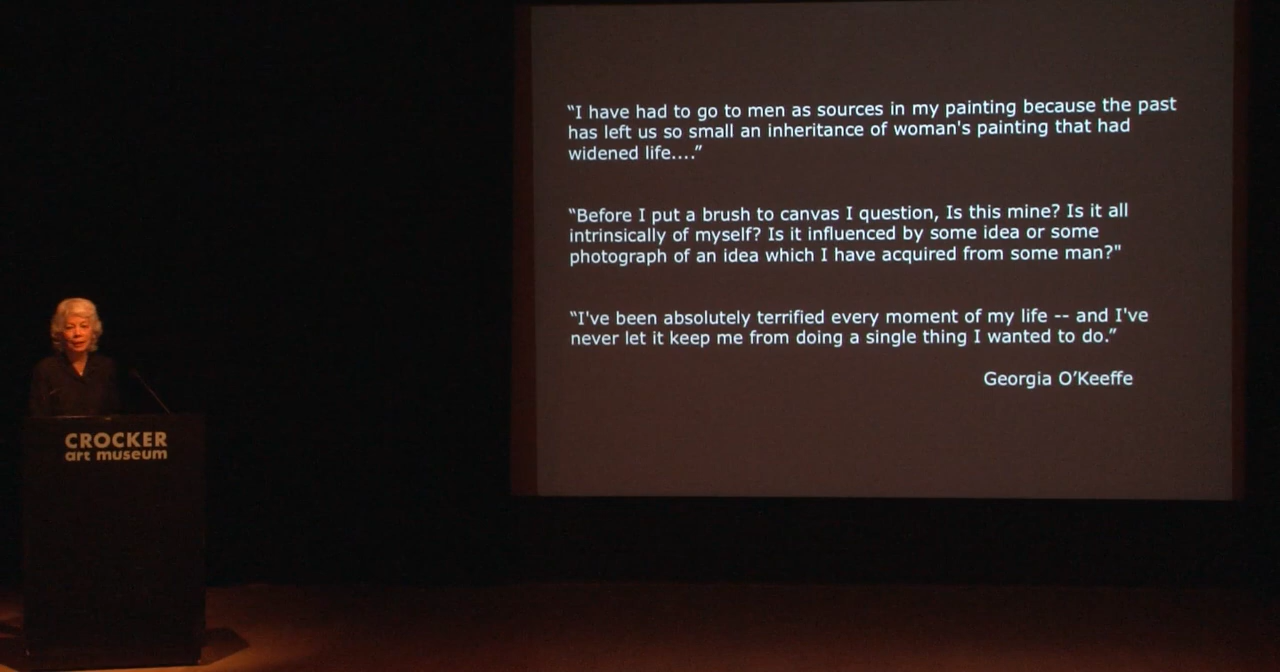 “I have had to go to men as sources in my painting because the past
has left us so small an inheritance of woman's painting that had
widened life....”
“Before I put a brush to canvas I question, Is this mine? Is it all
intrinsically of myself? Is it influenced by some idea or some
photograph of an idea which I have acquired from some man?"
“I've been absolutely terrified every moment of my life -- and I've
never let it keep me from doing a single thing I wanted to do.”
Georgia O’Keeffe
CROCKER
art museum